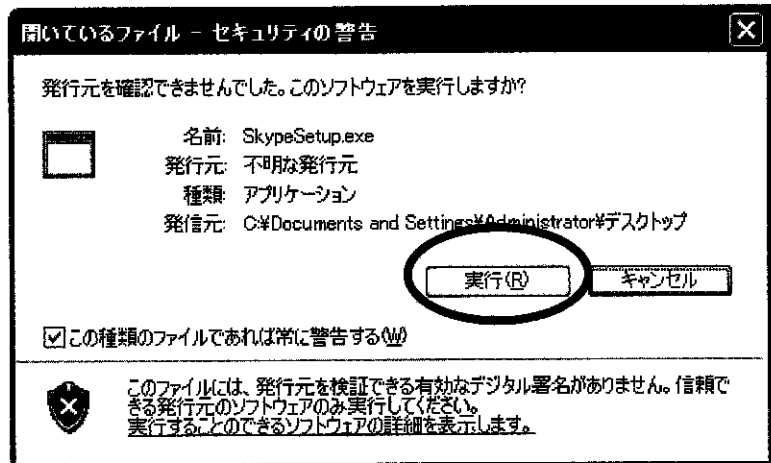 開いているファイル － セキュリティの警告
発行元を確認できませんでした。このソフトウェアを実行しますか?
名前: SkypeSetup.exe
発行元: 不明な発行元
種類: アプリケーション
発信元: C:¥Documents and Settings¥Administrator¥デスクトップ
実行(R) キャンセル
この種類のファイルであれば常に警告する(W)
このファイルには、発行元を検証できる有効なデジタル署名がありません。信頼で
きる発行元のソフトウェアのみ実行してください。
実行することのできるソフトウェアの詳細を表示します。